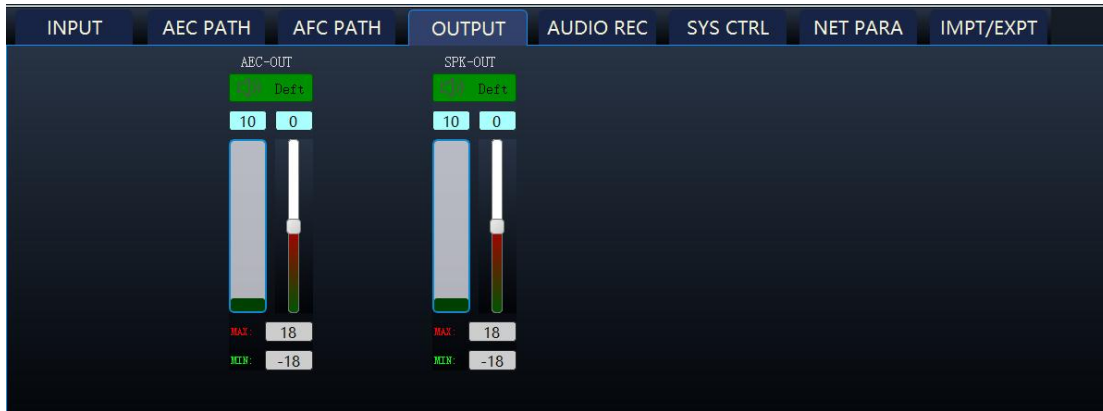 INPUT AEC PATH AFC PATH OUTPUT AUDIO REC SYS CTRL NET PARA IMPT/EXPT
AEC-OUT SPK-OUT
Deft Deft
10 0 10 0
MAX: 18 MAX: 18
MIN: -18 MIN: -18